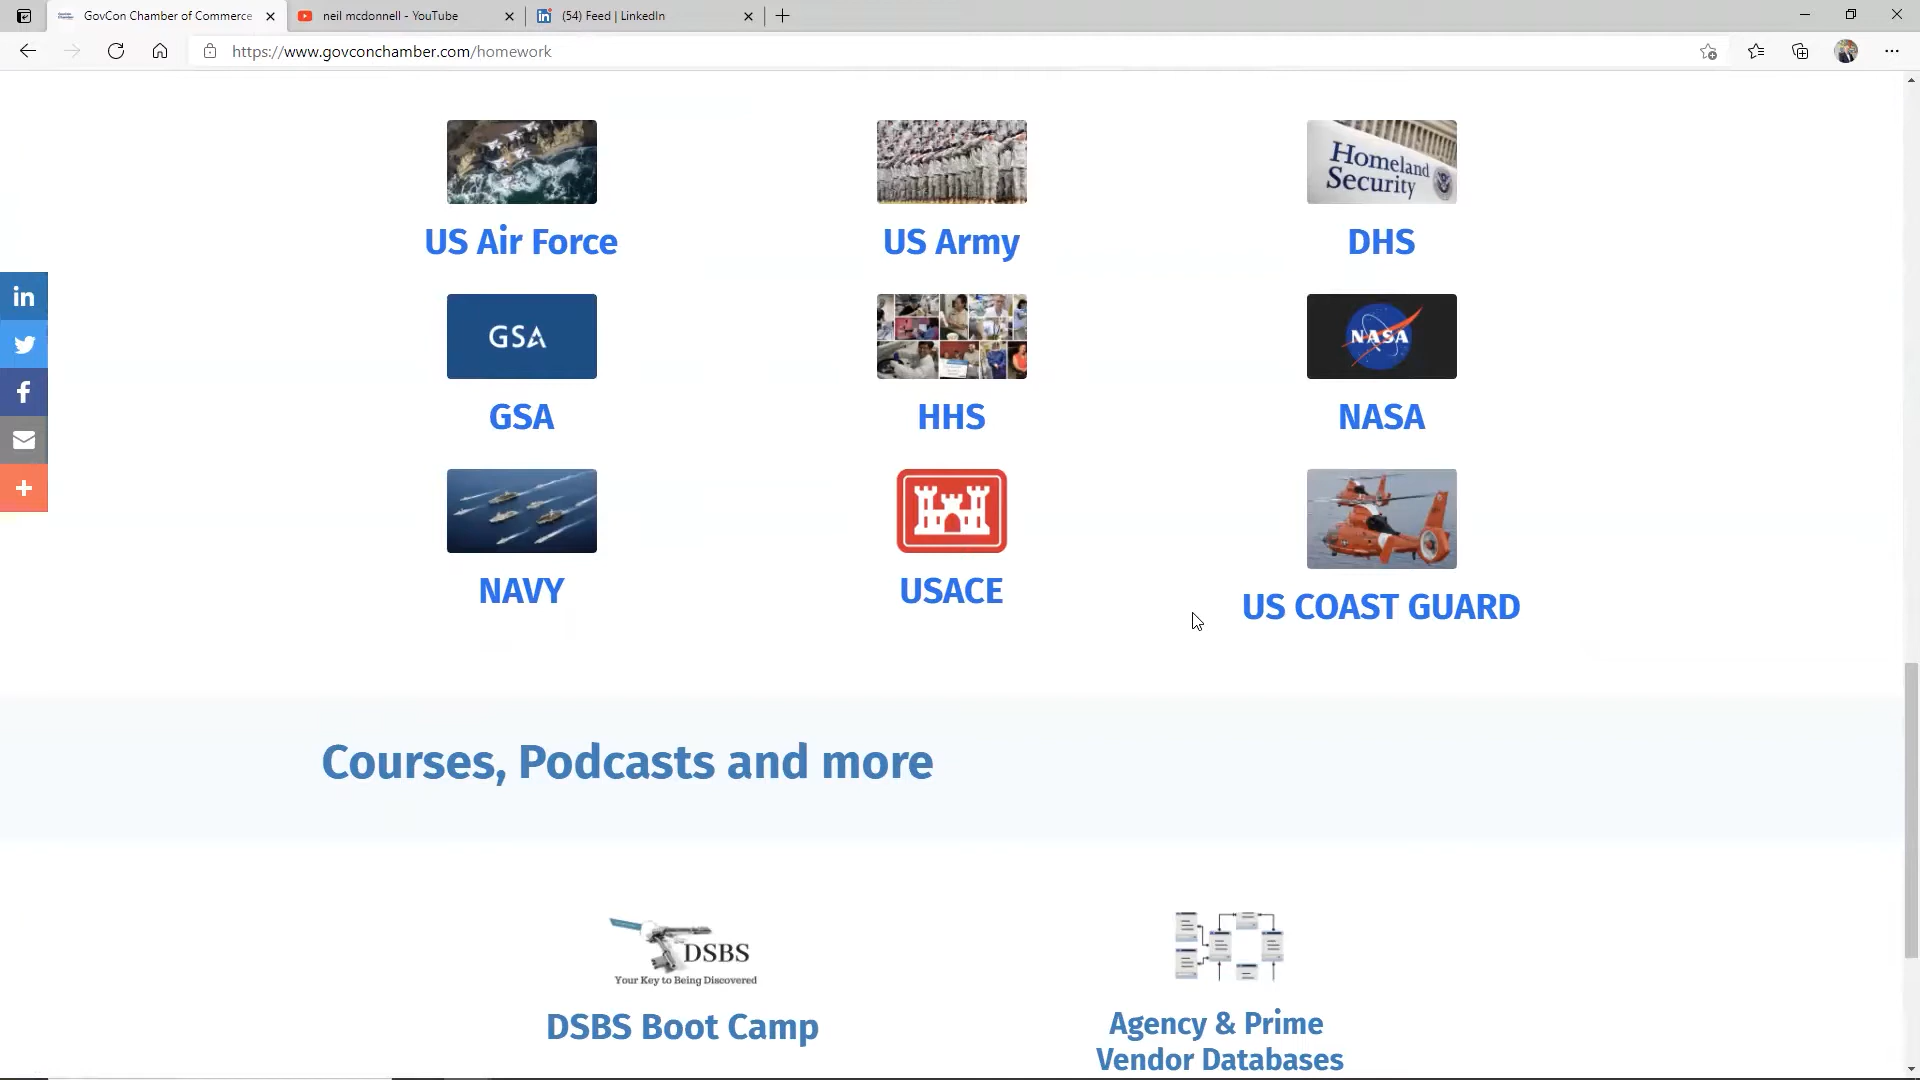 GovCon Chamber of Commerce
neil mcdonnell - YouTube
(54) Feed | LinkedIn
https://www.govconchamber.com/homework
Homeland
Security
US Air Force
US Army
DHS
in
GSA
NASA
GSA
HHS
NASA
NAVY
USACE
US COAST GUARD
Courses, Podcasts and more
DSBS
Your Key to Being Discovered
DSBS Boot Camp
Agency & Prime
Vendor Databases